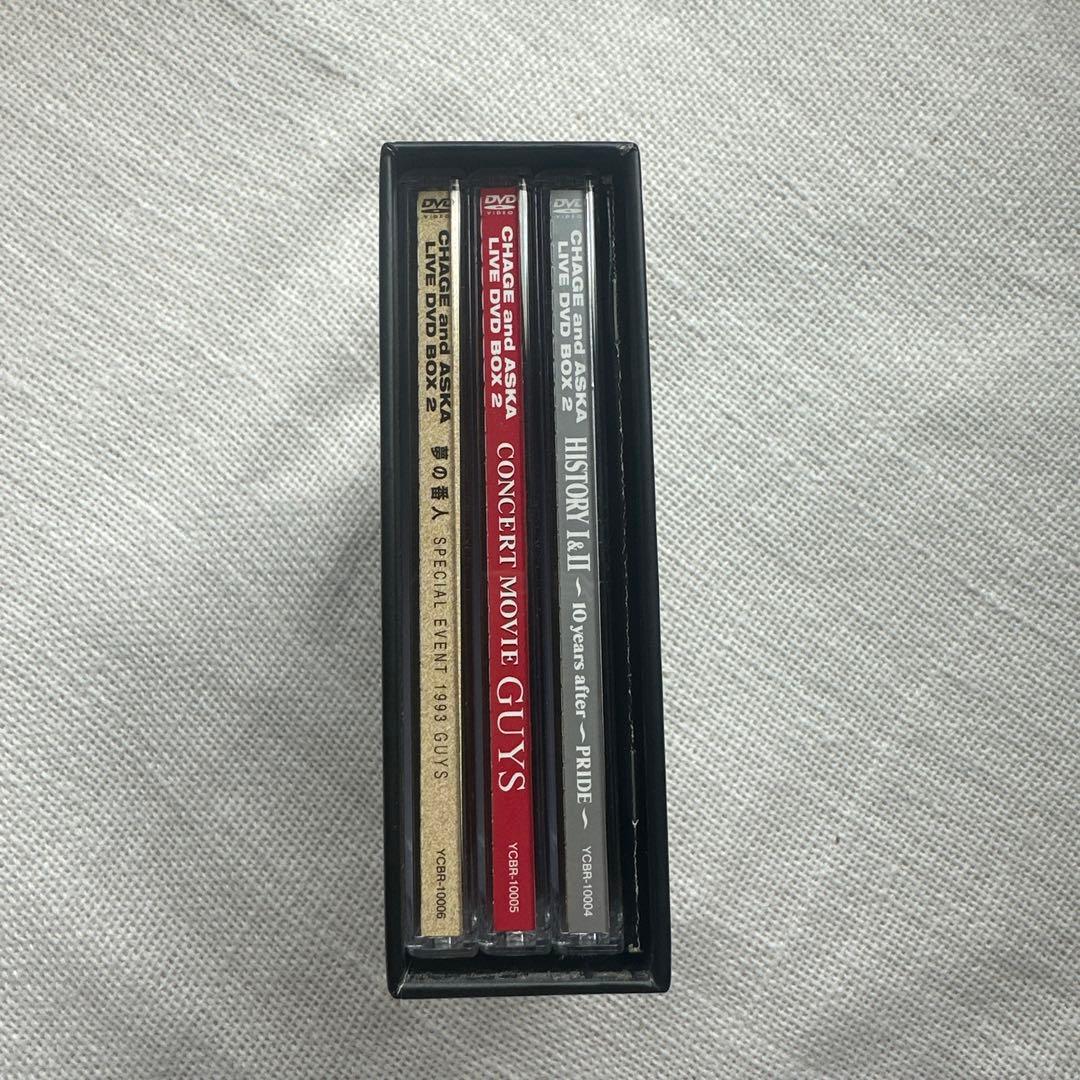 DVD
VIDEO
CHAGE and ASKA
LIVE DVD BOX 2
夢の番人 SPECIAL EVENT 1993 GUYS
YCBR-10006
DVD
VIDEO
CHAGE and ASKA
LIVE DVD BOX 2
CONCERT MOVIE GUYS
YCBR-10005
DVD
VIDEO
CHAGE and ASKA
LIVE DVD BOX 2
HISTORY I&II ~10 years after~PRIDE~
YCBR-10004